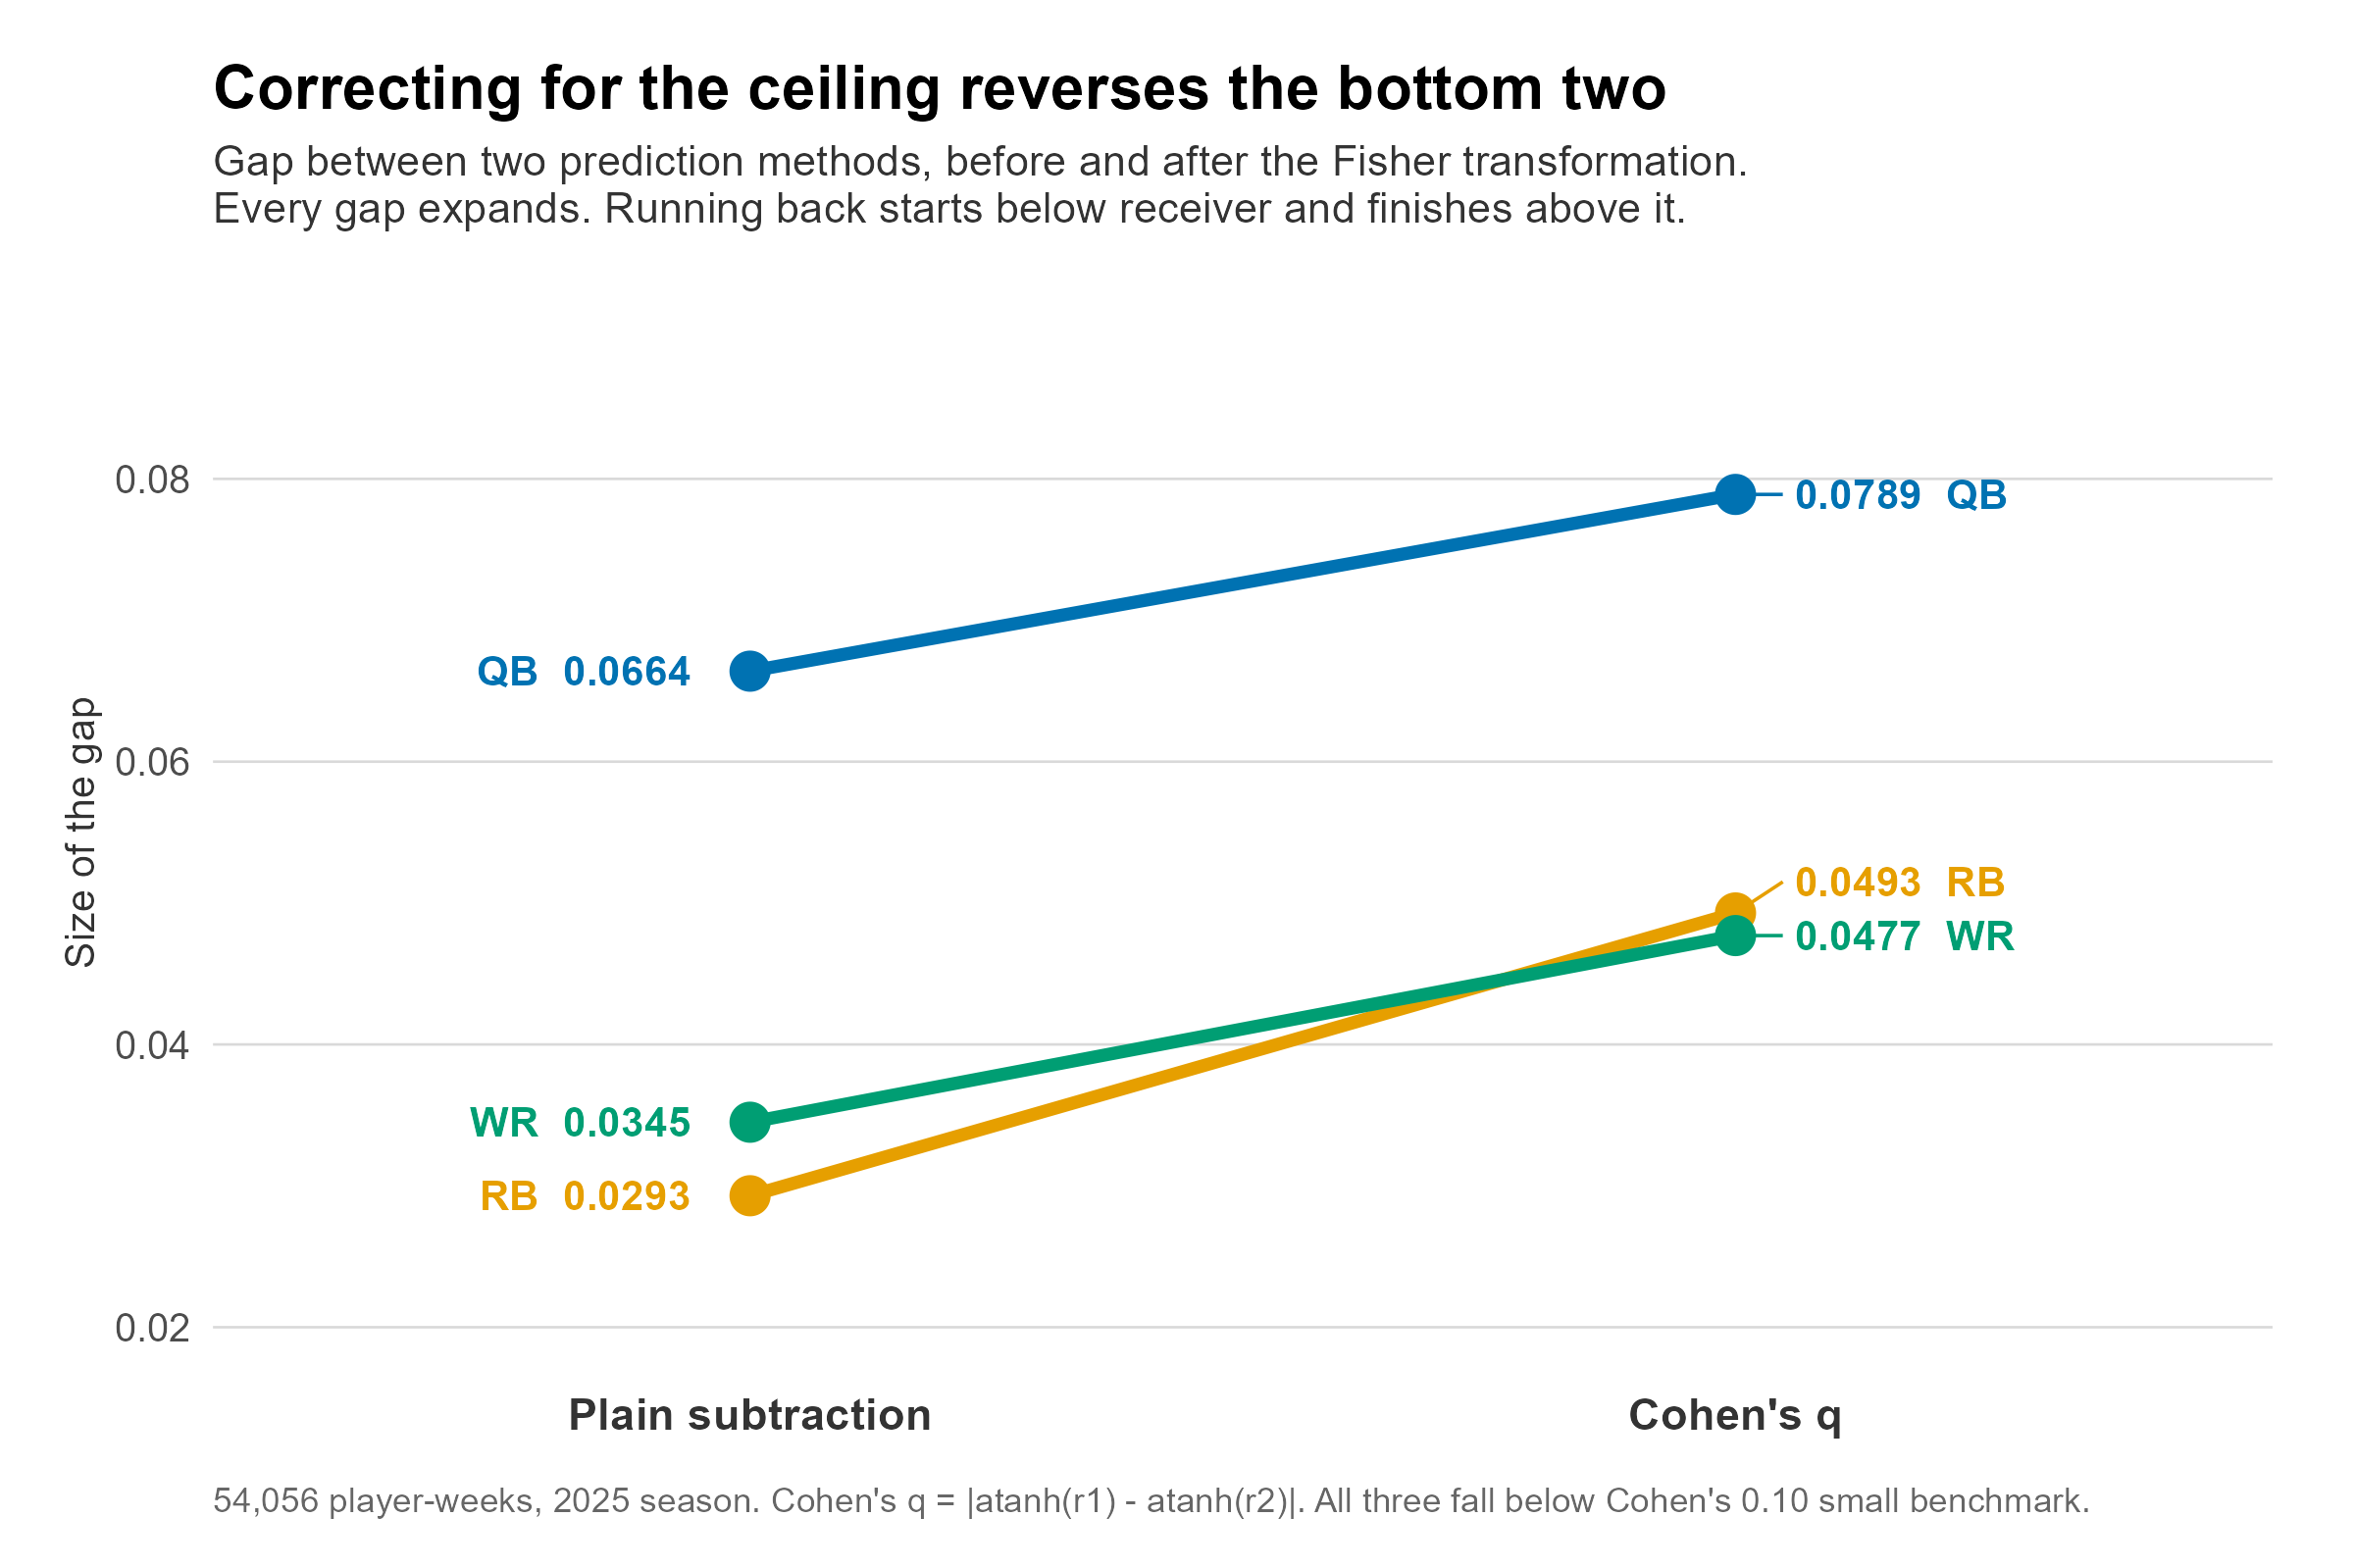 Correcting for the ceiling reverses the bottom two
Gap between two prediction methods, before and after the Fisher transformation.
Every gap expands. Running back starts below receiver and finishes above it.
Size of the gap
0.08
0.06
0.04
0.02
QB 0.0664
WR 0.0345
RB 0.0293
0.0789 QB
0.0493 RB
0.0477 WR
Plain subtraction
Cohen's q
54,056 player-weeks, 2025 season. Cohen's q = |atanh(r1) - atanh(r2)|. All three fall below Cohen's 0.10 small benchmark.